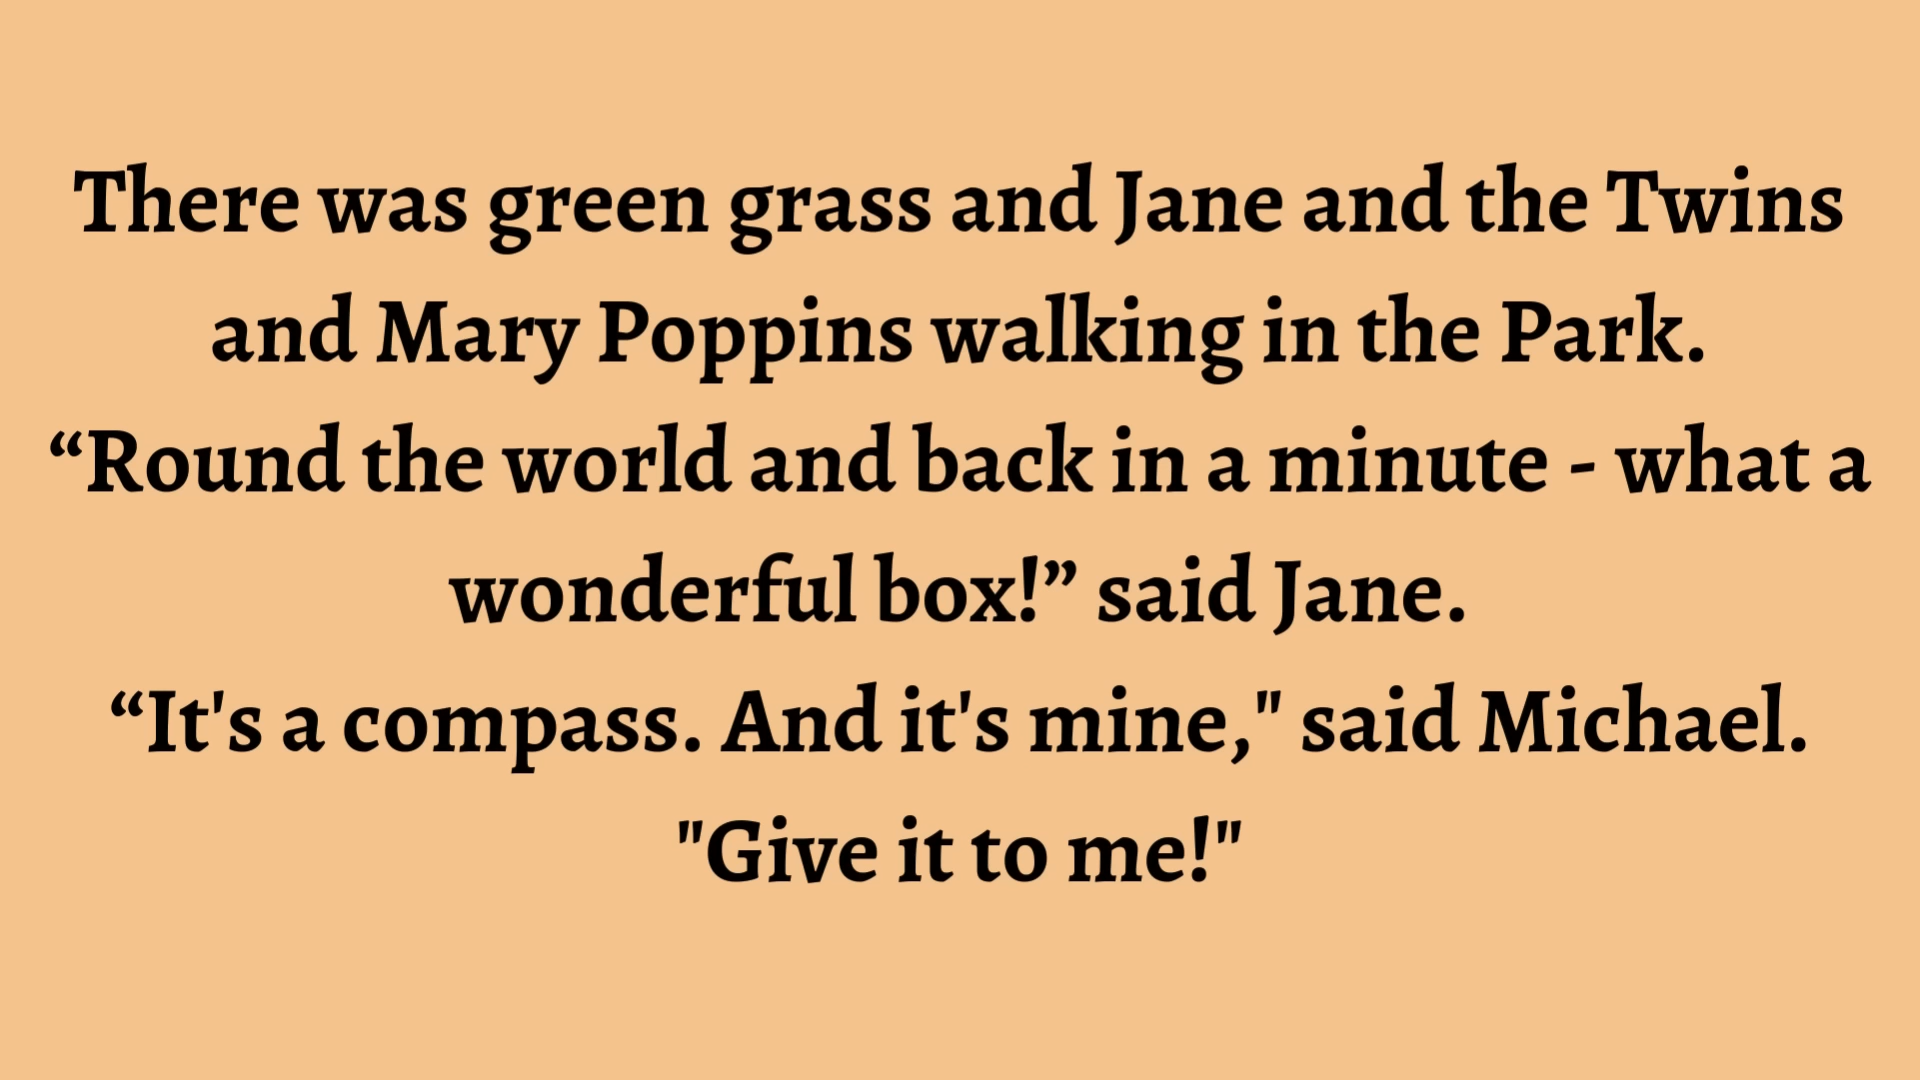 There was green grass and Jane and the Twins
and Mary Poppins walking in the Park.
“Round the world and back in a minute - what a
wonderful box!” said Jane.
“It's a compass. And it's mine," said Michael.
"Give it to me!"